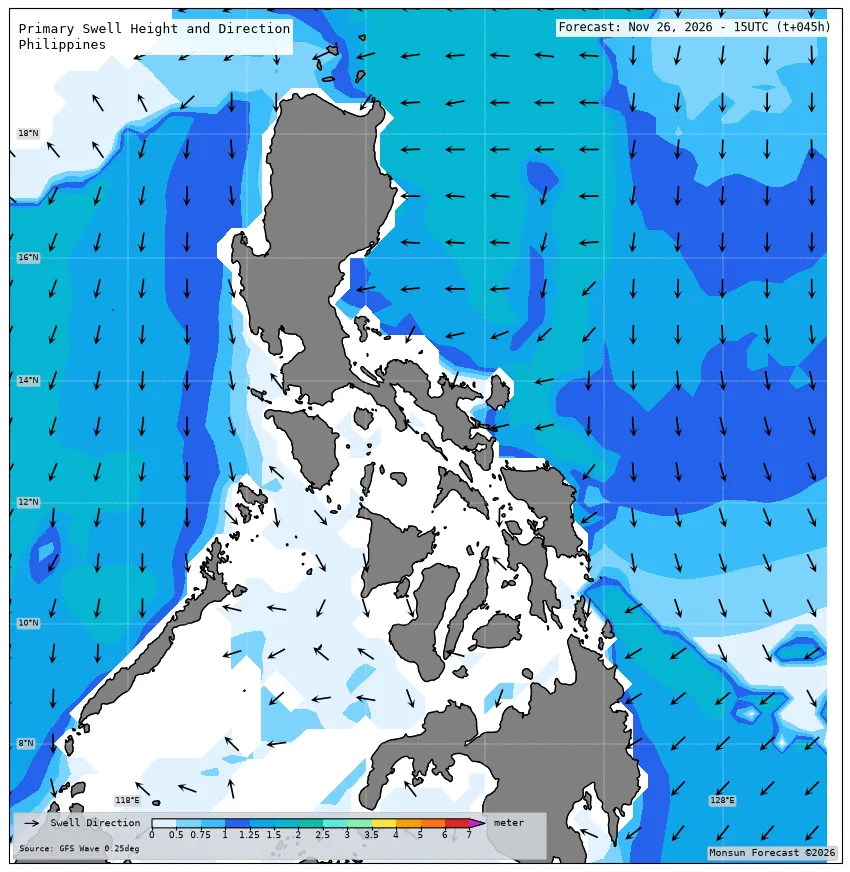 Primary Swell Height and Direction
Philippines
Forecast: Nov 26, 2026 - 15UTC (t+045h)
18°N
16°N
14°N
12°N
10°N
8°N
118°E
128°E
Swell Direction
meter
0 0.5 0.75 1 1.25 1.5 2 2.5 3 3.5 4 5 6 7
Source: GFS Wave 0.25deg
Monsun Forecast ©2026